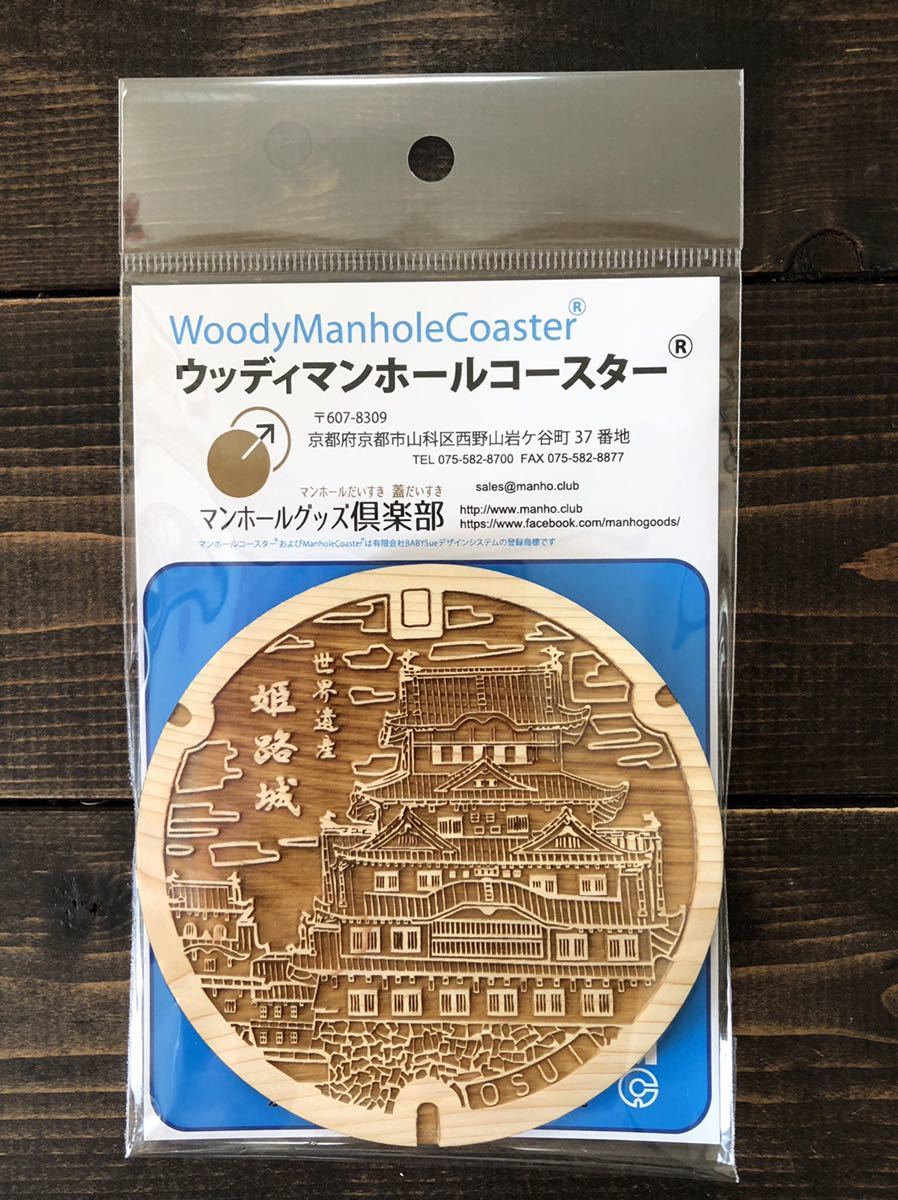 WoodyManholeCoaster®
ウッディマンホールコースター®
〒607-8309
京都府京都市山科区西野山岩ケ谷町 37 番地
TEL 075-582-8700 FAX 075-582-8877
マンホールだいすき 蓋だいすき
マンホールグッズ倶楽部
sales@manho.club
http://www.manho.club
https://www.facebook.com/manhogoods/
マンホールコースター®およびManholeCoaster®は有限会社BABYSueデザインシステムの登録商標です
世界遺産
姫路城
OSUI